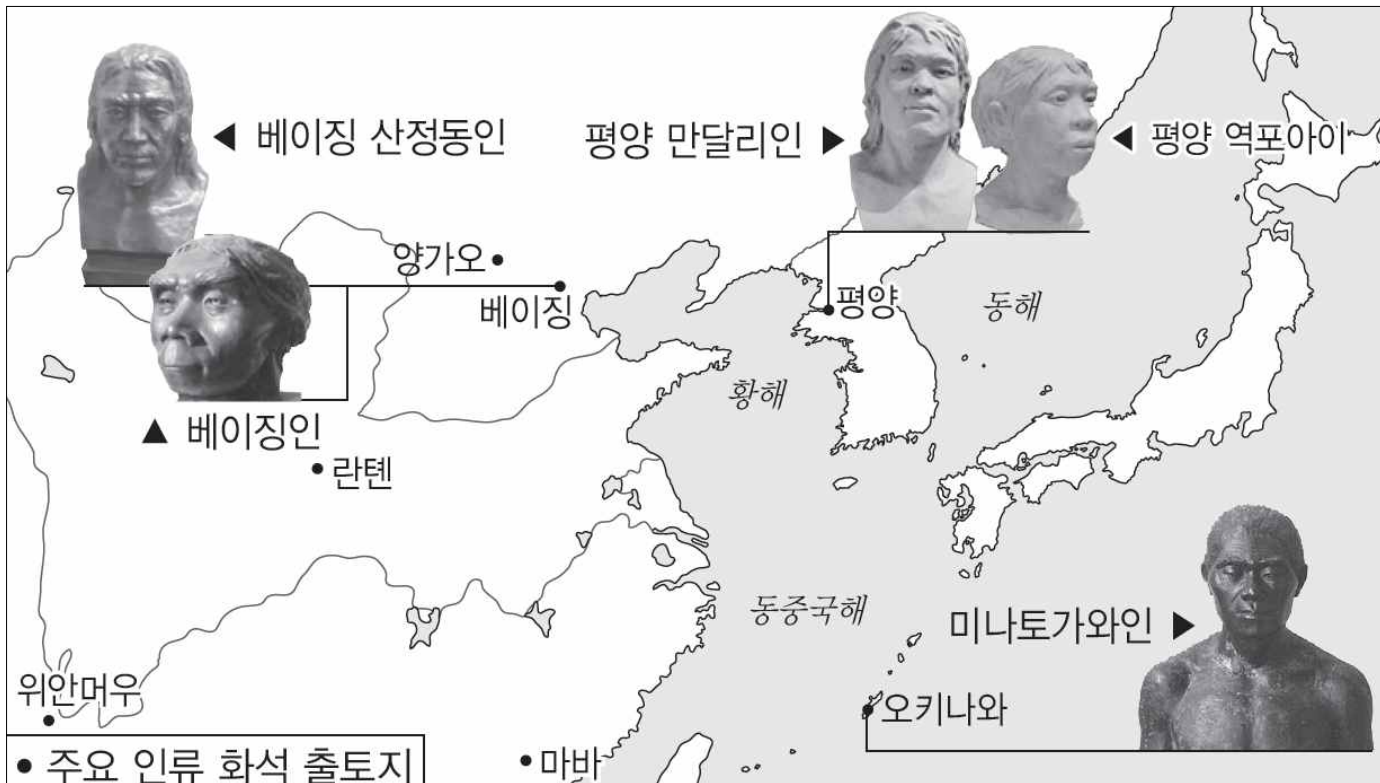 ◀ 베이징 산정동인
평양 만달리인 ▶
◀ 평양 역포아이
양가오
베이징
평양
동해
황해
▲ 베이징인
란톈
동중국해
미나토가와인 ▶
위안머우
오키나와
• 주요 인류 화석 출토지
마바